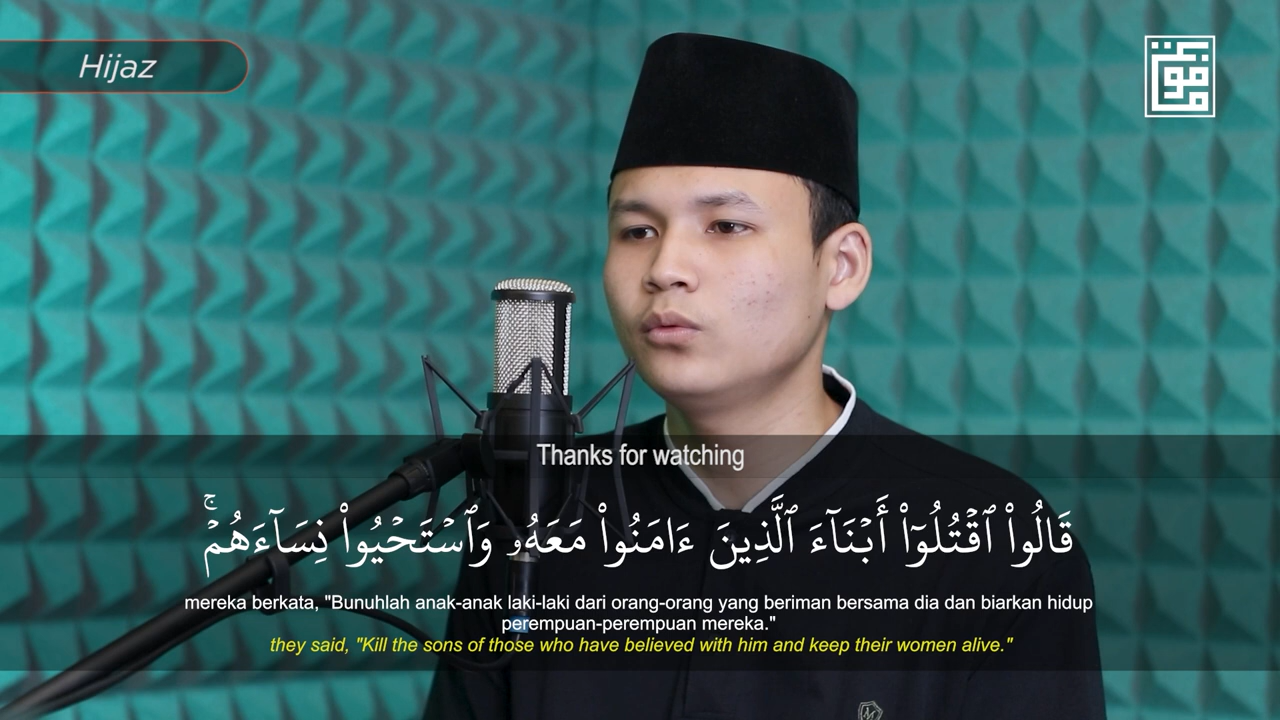 Hijaz
Thanks for watching
قَالُوا۟ ٱقْتُلُوٓا۟ أَبْنَآءَ ٱلَّذِينَ ءَامَنُوا۟ مَعَهُۥ وَٱسْتَحْيُوا۟ نِسَآءَهُمْۚ
mereka berkata, "Bunuhlah anak-anak laki-laki dari orang-orang yang beriman bersama dia dan biarkan hidup
perempuan-perempuan mereka."
they said, "Kill the sons of those who have believed with him and keep their women alive."